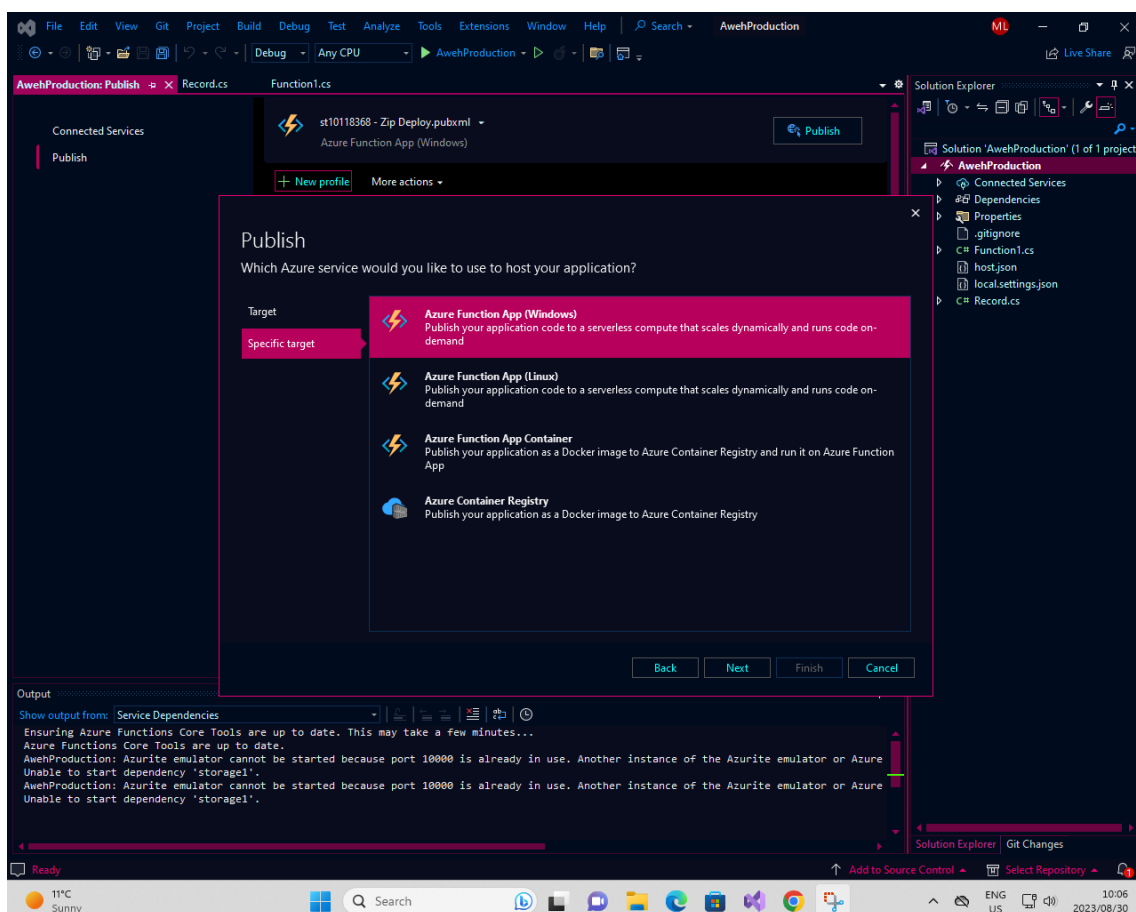 File Edit View Git Project Build Debug Test Analyze Tools Extensions Window Help Search AwehProduction ML
Debug Any CPU AwehProduction Live Share
AwehProduction: Publish Record.cs Function1.cs
Connected Services
Publish
st10118368 - Zip Deploy.pubxml
Azure Function App (Windows)
Publish
New profile More actions
Publish
Which Azure service would you like to use to host your application?
Target
Specific target
Azure Function App (Windows)
Publish your application code to a serverless compute that scales dynamically and runs code on-
demand
Azure Function App (Linux)
Publish your application code to a serverless compute that scales dynamically and runs code on-
demand
Azure Function App Container
Publish your application as a Docker image to Azure Container Registry and run it on Azure Function
App
Azure Container Registry
Publish your application as a Docker image to Azure Container Registry
Back Next Finish Cancel
Solution Explorer
Solution 'AwehProduction' (1 of 1 project
AwehProduction
Connected Services
Dependencies
Properties
.gitignore
C# Function1.cs
host.json
local.settings.json
C# Record.cs
Output
Show output from: Service Dependencies
Ensuring Azure Functions Core Tools are up to date. This may take a few minutes...
Azure Functions Core Tools are up to date.
AwehProduction: Azurite emulator cannot be started because port 10000 is already in use. Another instance of the Azurite emulator or Azure
Unable to start dependency 'storage1'.
AwehProduction: Azurite emulator cannot be started because port 10000 is already in use. Another instance of the Azurite emulator or Azure
Unable to start dependency 'storage1'.
Solution Explorer Git Changes
Ready Add to Source Control Select Repository 1
11°C
Sunny
Search
ENG
US
10:06
2023/08/30